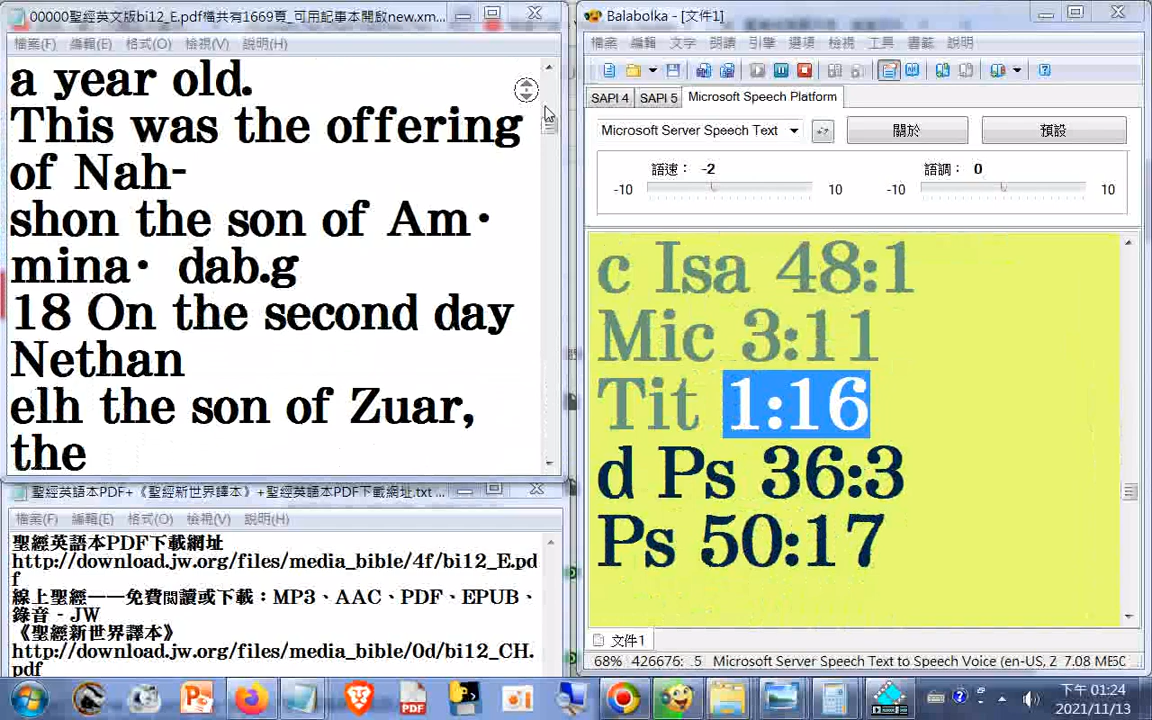 00000聖經英文版bi12_E.pdf檔共有1669頁_可用記事本開啟new.xm...
檔案(F) 編輯(E) 格式(O) 檢視(V) 說明(H)
a year old.
This was the offering
of Nah-
shon the son of Am·
mina· dab.g
18 On the second day
Nethan
elh the son of Zuar,
the
聖經英語本PDF+《聖經新世界譯本》+聖經英語本PDF下載網址.txt ...
檔案(F) 編輯(E) 格式(O) 檢視(V) 說明(H)
聖經英語本PDF下載網址
http://download.jw.org/files/media_bible/4f/bi12_E.pd
f
線上聖經——免費閱讀或下載：MP3、AAC、PDF、EPUB、
錄音 - JW
《聖經新世界譯本》
http://download.jw.org/files/media_bible/0d/bi12_CH.
pdf
Balabolka - [文件1]
檔案 編輯 文字 朗讀 引擎 選項 檢視 工具 書籤 說明
SAPI 4 SAPI 5 Microsoft Speech Platform
Microsoft Server Speech Text 關於 預設
語速： -2 語調： 0
-10 10 -10 10
c Isa 48:1
Mic 3:11
Tit 1:16
d Ps 36:3
Ps 50:17
文件1
68% 426676: .5 Microsoft Server Speech Text to Speech Voice (en-US, Z 7.08 ME
下午 01:24
2021/11/13